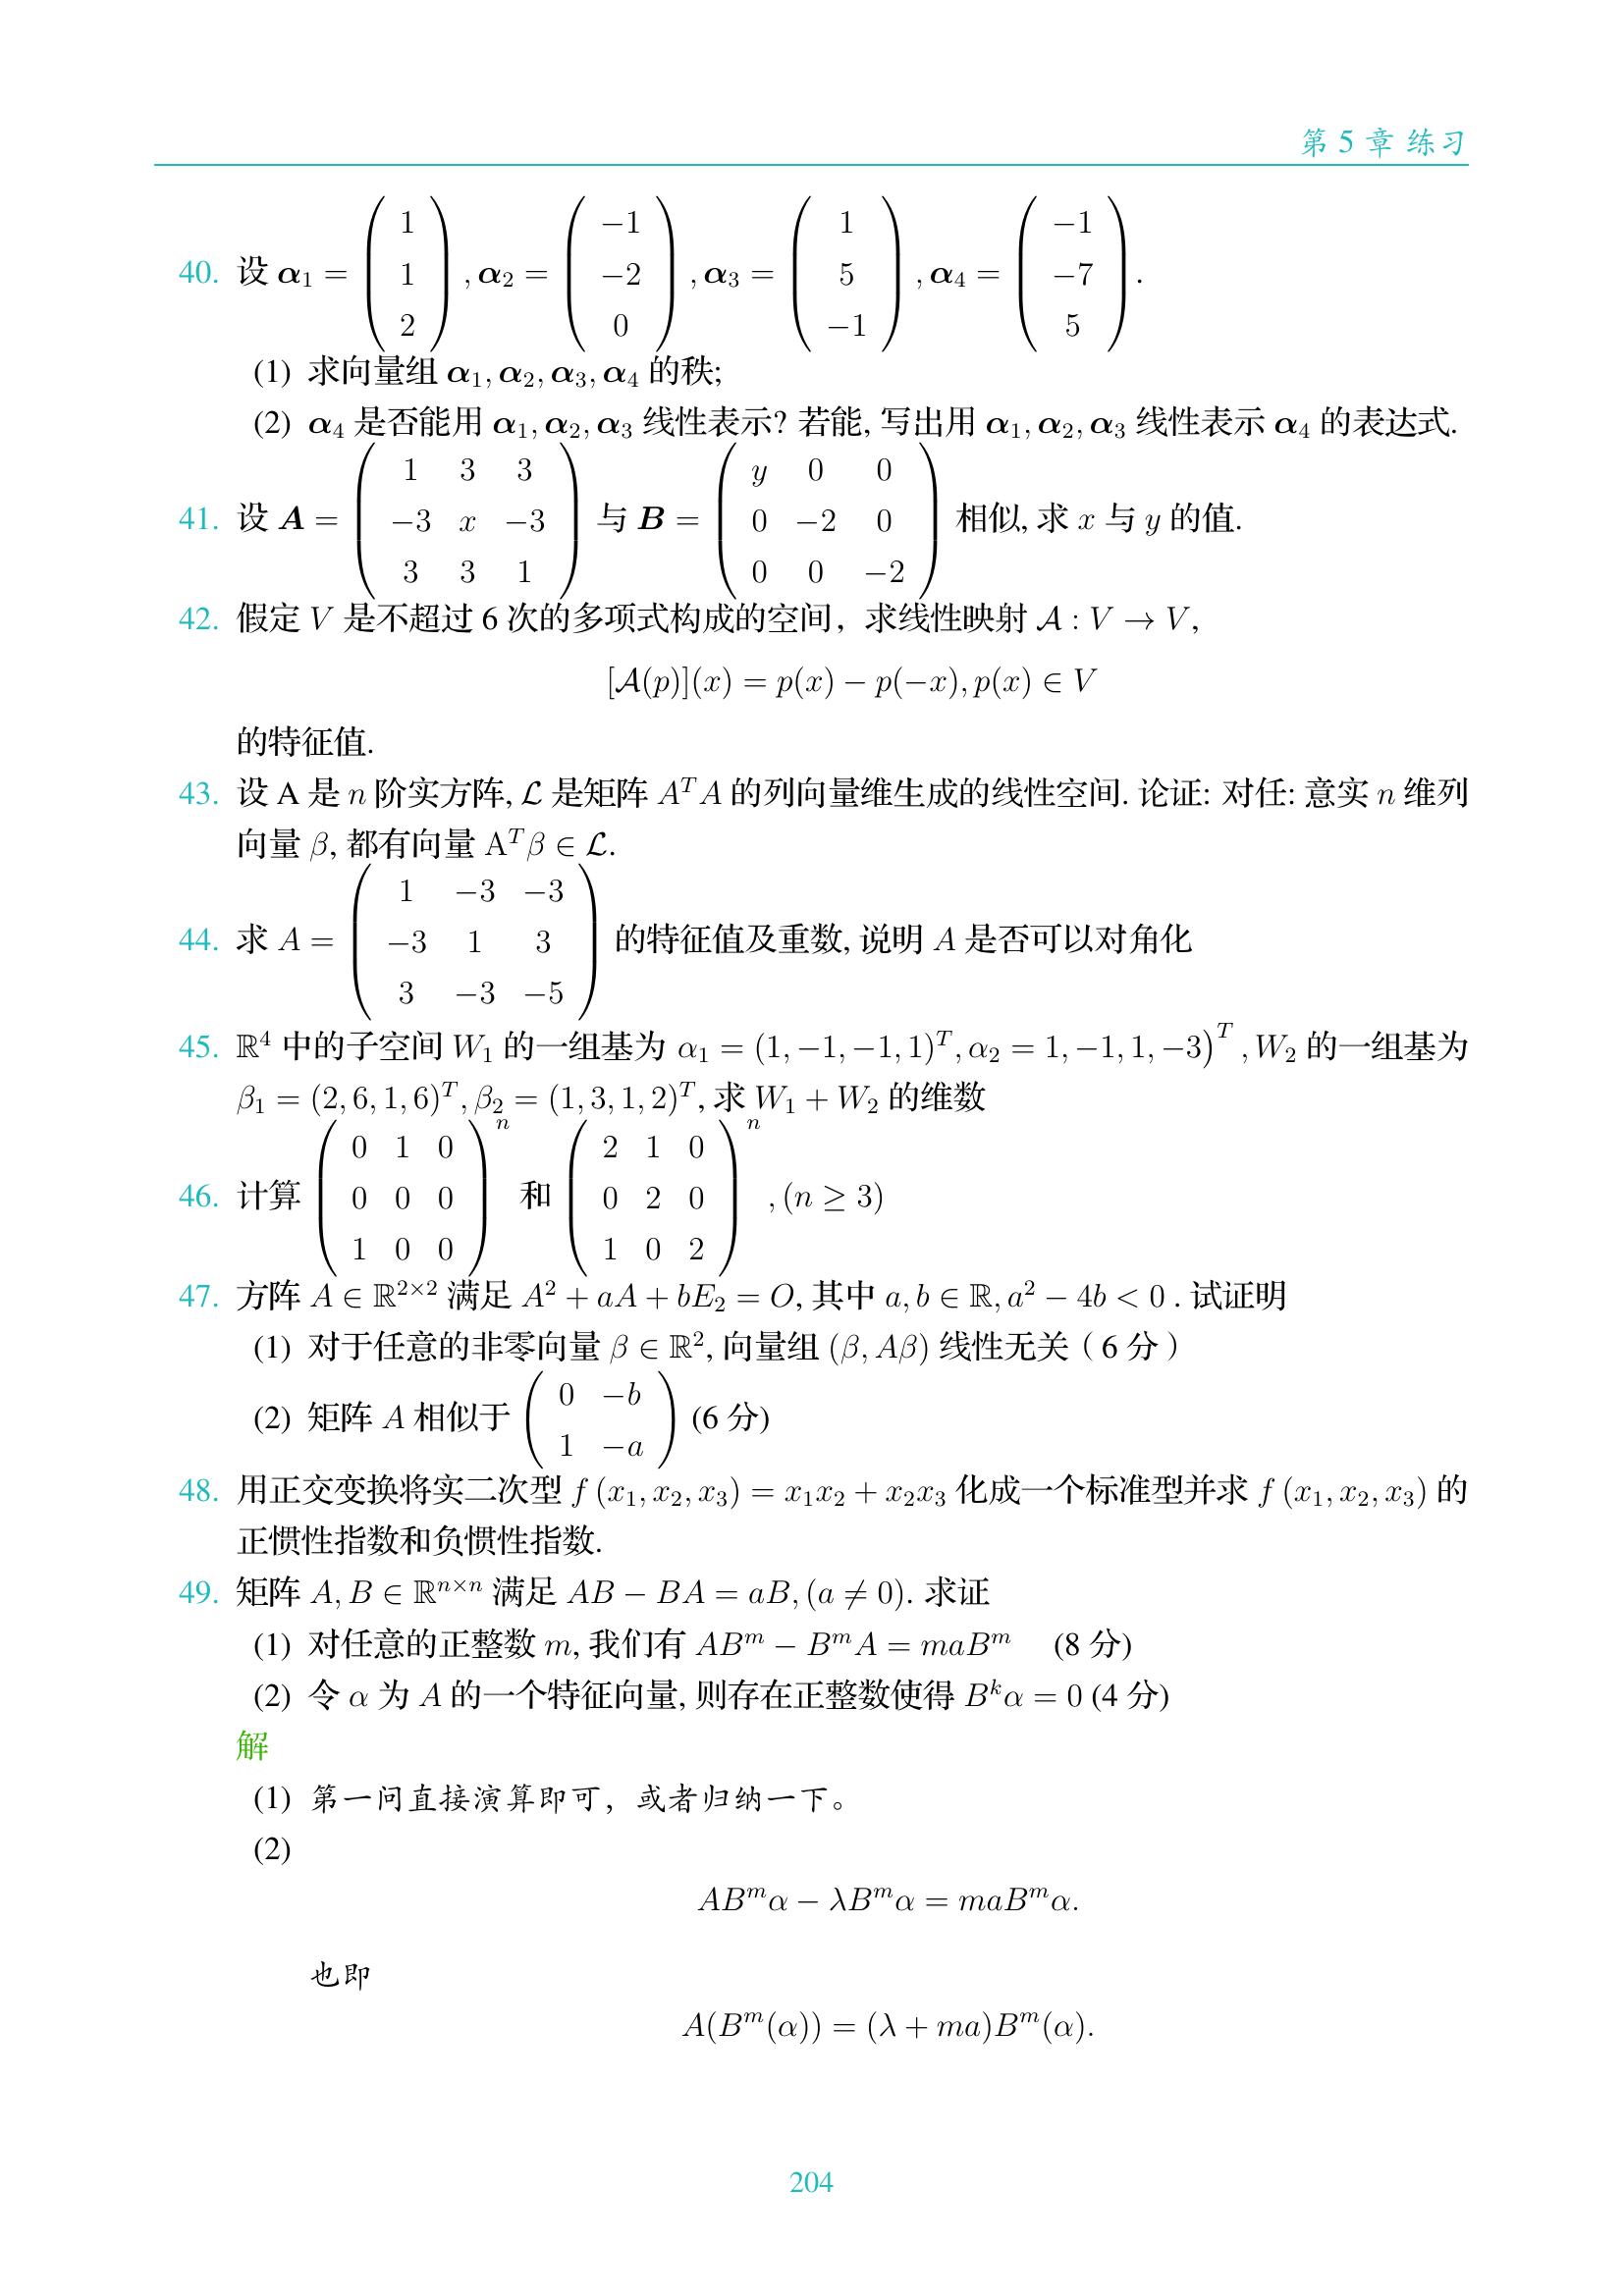 第 5 章 练习
40. 设 $\boldsymbol{\alpha}_1 = \begin{pmatrix} 1 \\ 1 \\ 2 \end{pmatrix}, \boldsymbol{\alpha}_2 = \begin{pmatrix} -1 \\ -2 \\ 0 \end{pmatrix}, \boldsymbol{\alpha}_3 = \begin{pmatrix} 1 \\ 5 \\ -1 \end{pmatrix}, \boldsymbol{\alpha}_4 = \begin{pmatrix} -1 \\ -7 \\ 5 \end{pmatrix}$.
(1) 求向量组 $\boldsymbol{\alpha}_1, \boldsymbol{\alpha}_2, \boldsymbol{\alpha}_3, \boldsymbol{\alpha}_4$ 的秩;
(2) $\boldsymbol{\alpha}_4$ 是否能用 $\boldsymbol{\alpha}_1, \boldsymbol{\alpha}_2, \boldsymbol{\alpha}_3$ 线性表示? 若能, 写出用 $\boldsymbol{\alpha}_1, \boldsymbol{\alpha}_2, \boldsymbol{\alpha}_3$ 线性表示 $\boldsymbol{\alpha}_4$ 的表达式.
41. 设 $\boldsymbol{A} = \begin{pmatrix} 1 & 3 & 3 \\ -3 & x & -3 \\ 3 & 3 & 1 \end{pmatrix}$ 与 $\boldsymbol{B} = \begin{pmatrix} y & 0 & 0 \\ 0 & -2 & 0 \\ 0 & 0 & -2 \end{pmatrix}$ 相似, 求 $x$ 与 $y$ 的值.
42. 假定 $V$ 是不超过 6 次的多项式构成的空间，求线性映射 $\mathcal{A} : V \to V$,
$[\mathcal{A}(p)](x) = p(x) - p(-x), p(x) \in V$
的特征值.
43. 设 A 是 $n$ 阶实方阵, $\mathcal{L}$ 是矩阵 $A^T A$ 的列向量维生成的线性空间. 论证: 对任: 意实 $n$ 维列
向量 $\beta$, 都有向量 $\mathrm{A}^T \beta \in \mathcal{L}$.
44. 求 $A = \begin{pmatrix} 1 & -3 & -3 \\ -3 & 1 & 3 \\ 3 & -3 & -5 \end{pmatrix}$ 的特征值及重数, 说明 $A$ 是否可以对角化
45. $\mathbb{R}^4$ 中的子空间 $W_1$ 的一组基为 $\alpha_1 = (1, -1, -1, 1)^T, \alpha_2 = 1, -1, 1, -3)^T, W_2$ 的一组基为
$\beta_1 = (2, 6, 1, 6)^T, \beta_2 = (1, 3, 1, 2)^T$, 求 $W_1 + W_2$ 的维数
46. 计算 $\begin{pmatrix} 0 & 1 & 0 \\ 0 & 0 & 0 \\ 1 & 0 & 0 \end{pmatrix}^n$ 和 $\begin{pmatrix} 2 & 1 & 0 \\ 0 & 2 & 0 \\ 1 & 0 & 2 \end{pmatrix}^n, (n \geq 3)$
47. 方阵 $A \in \mathbb{R}^{2 \times 2}$ 满足 $A^2 + aA + bE_2 = O$, 其中 $a, b \in \mathbb{R}, a^2 - 4b < 0$ . 试证明
(1) 对于任意的非零向量 $\beta \in \mathbb{R}^2$, 向量组 $(\beta, A\beta)$ 线性无关（6 分）
(2) 矩阵 $A$ 相似于 $\begin{pmatrix} 0 & -b \\ 1 & -a \end{pmatrix}$ (6 分)
48. 用正交变换将实二次型 $f(x_1, x_2, x_3) = x_1x_2 + x_2x_3$ 化成一个标准型并求 $f(x_1, x_2, x_3)$ 的
正惯性指数和负惯性指数.
49. 矩阵 $A, B \in \mathbb{R}^{n \times n}$ 满足 $AB - BA = aB, (a \neq 0)$. 求证
(1) 对任意的正整数 $m$, 我们有 $AB^m - B^mA = maB^m$ (8 分)
(2) 令 $\alpha$ 为 $A$ 的一个特征向量, 则存在正整数使得 $B^k\alpha = 0$ (4 分)
解
(1) 第一问直接演算即可，或者归纳一下。
(2)
$AB^m\alpha - \lambda B^m\alpha = maB^m\alpha.$
也即
$A(B^m(\alpha)) = (\lambda + ma)B^m(\alpha).$
204